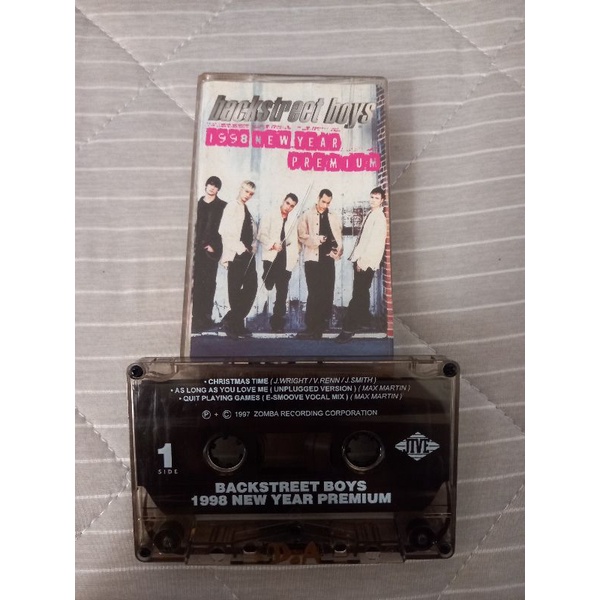 backstreet boys
1998 NEW YEAR
PREMIUM
• CHRISTMAS TIME ( J.WRIGHT / V.RENN / J.SMITH )
• AS LONG AS YOU LOVE ME ( UNPLUGGED VERSION ) ( MAX MARTIN )
• QUIT PLAYING GAMES ( E-SMOOVE VOCAL MIX ) ( MAX MARTIN )
℗ + © 1997 ZOMBA RECORDING CORPORATION
1
SIDE
JIVE
BACKSTREET BOYS
1998 NEW YEAR PREMIUM